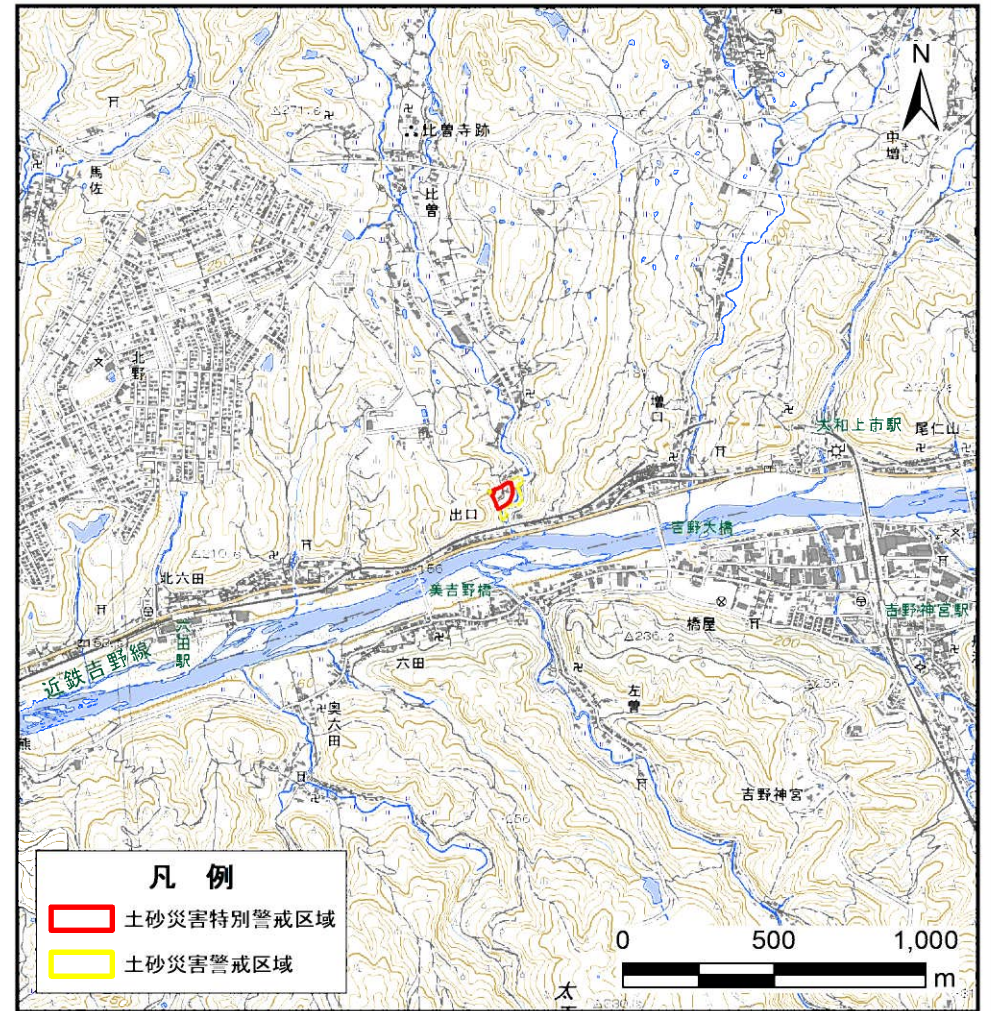 N
271.6
比曽寺跡
馬佐
比曽
中増
北野
増口
大和上市駅
尾仁山
出口
吉野大橋
北六田
美吉野橋
吉野神宮駅
六田駅
橋屋
236.2
近鉄吉野線
六田
左曽
奥六田
吉野神宮
凡 例
土砂災害特別警戒区域
土砂災害警戒区域
0 500 1,000
m